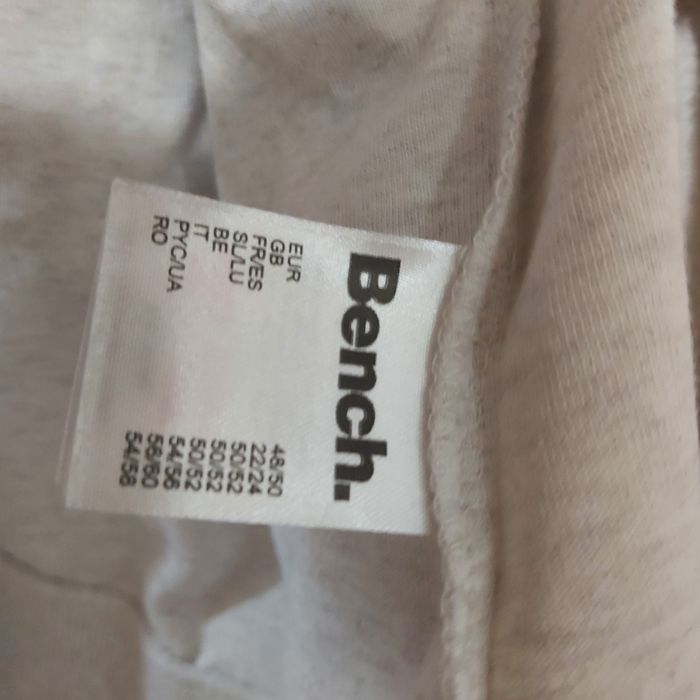 Bench.
EUR 48/50
GB 22/24
FR/ES 50/52
SL/LU 50/52
BE 50/52
IT 54/56
PYC/UA 56/60
RO 54/56